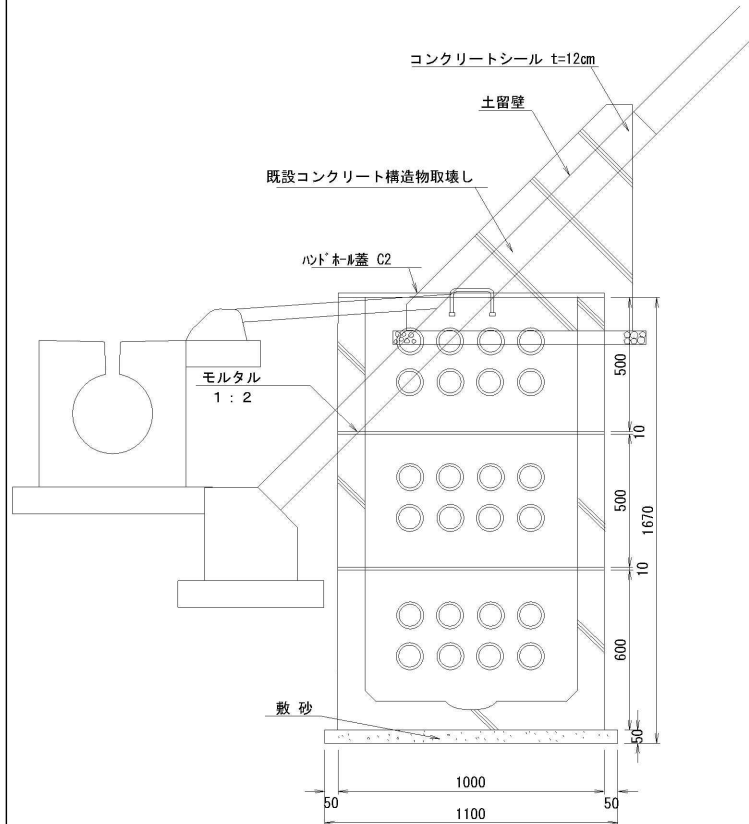 コンクリートシール t=12cm
土留壁
既設コンクリート構造物取壊し
ハンドホール蓋 C2
モルタル
1 : 2
500
10
500
1670
10
600
敷 砂
50
1000
50
50
1100